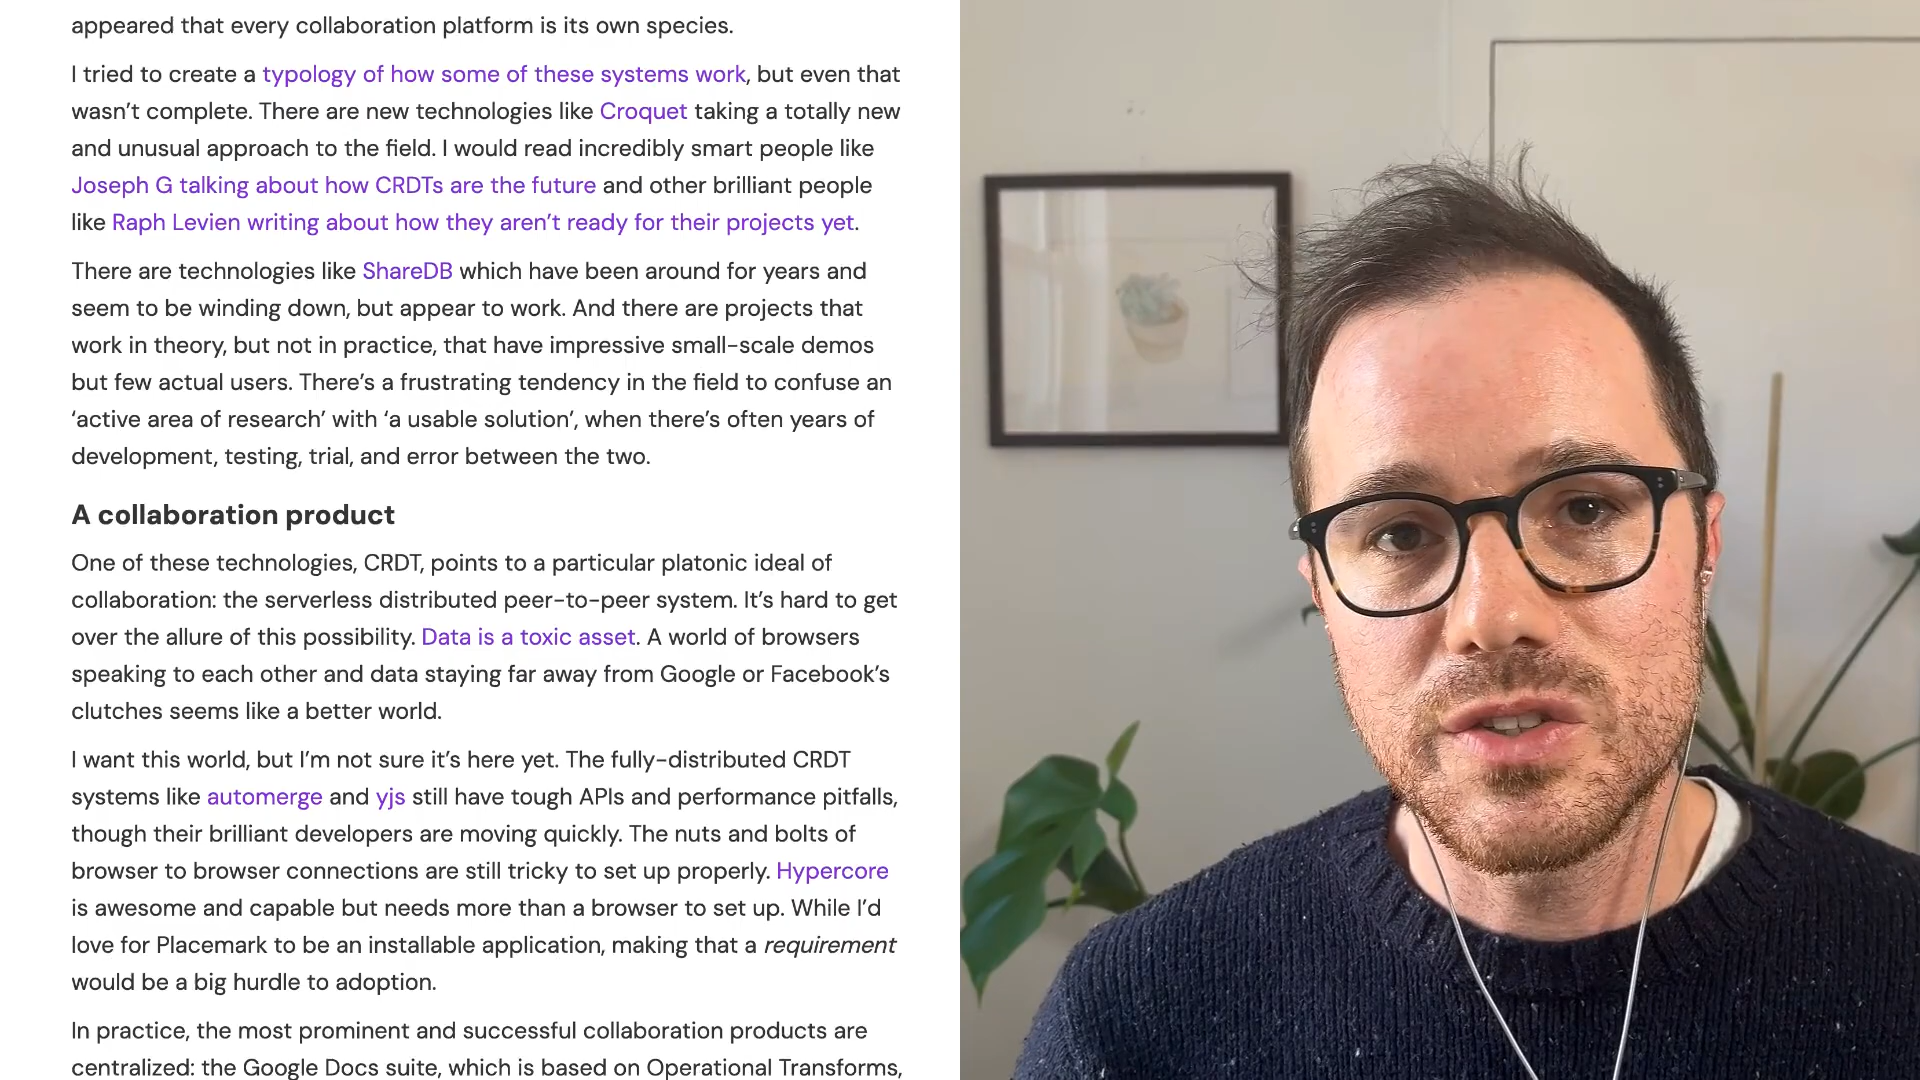 appeared that every collaboration platform is its own species.
I tried to create a typology of how some of these systems work, but even that
wasn’t complete. There are new technologies like Croquet taking a totally new
and unusual approach to the field. I would read incredibly smart people like
Joseph G talking about how CRDTs are the future and other brilliant people
like Raph Levien writing about how they aren’t ready for their projects yet.
There are technologies like ShareDB which have been around for years and
seem to be winding down, but appear to work. And there are projects that
work in theory, but not in practice, that have impressive small-scale demos
but few actual users. There’s a frustrating tendency in the field to confuse an
‘active area of research’ with ‘a usable solution’, when there’s often years of
development, testing, trial, and error between the two.
A collaboration product
One of these technologies, CRDT, points to a particular platonic ideal of
collaboration: the serverless distributed peer-to-peer system. It’s hard to get
over the allure of this possibility. Data is a toxic asset. A world of browsers
speaking to each other and data staying far away from Google or Facebook’s
clutches seems like a better world.
I want this world, but I’m not sure it’s here yet. The fully-distributed CRDT
systems like automerge and yjs still have tough APIs and performance pitfalls,
though their brilliant developers are moving quickly. The nuts and bolts of
browser to browser connections are still tricky to set up properly. Hypercore
is awesome and capable but needs more than a browser to set up. While I’d
love for Placemark to be an installable application, making that a requirement
would be a big hurdle to adoption.
In practice, the most prominent and successful collaboration products are
centralized: the Google Docs suite, which is based on Operational Transforms,